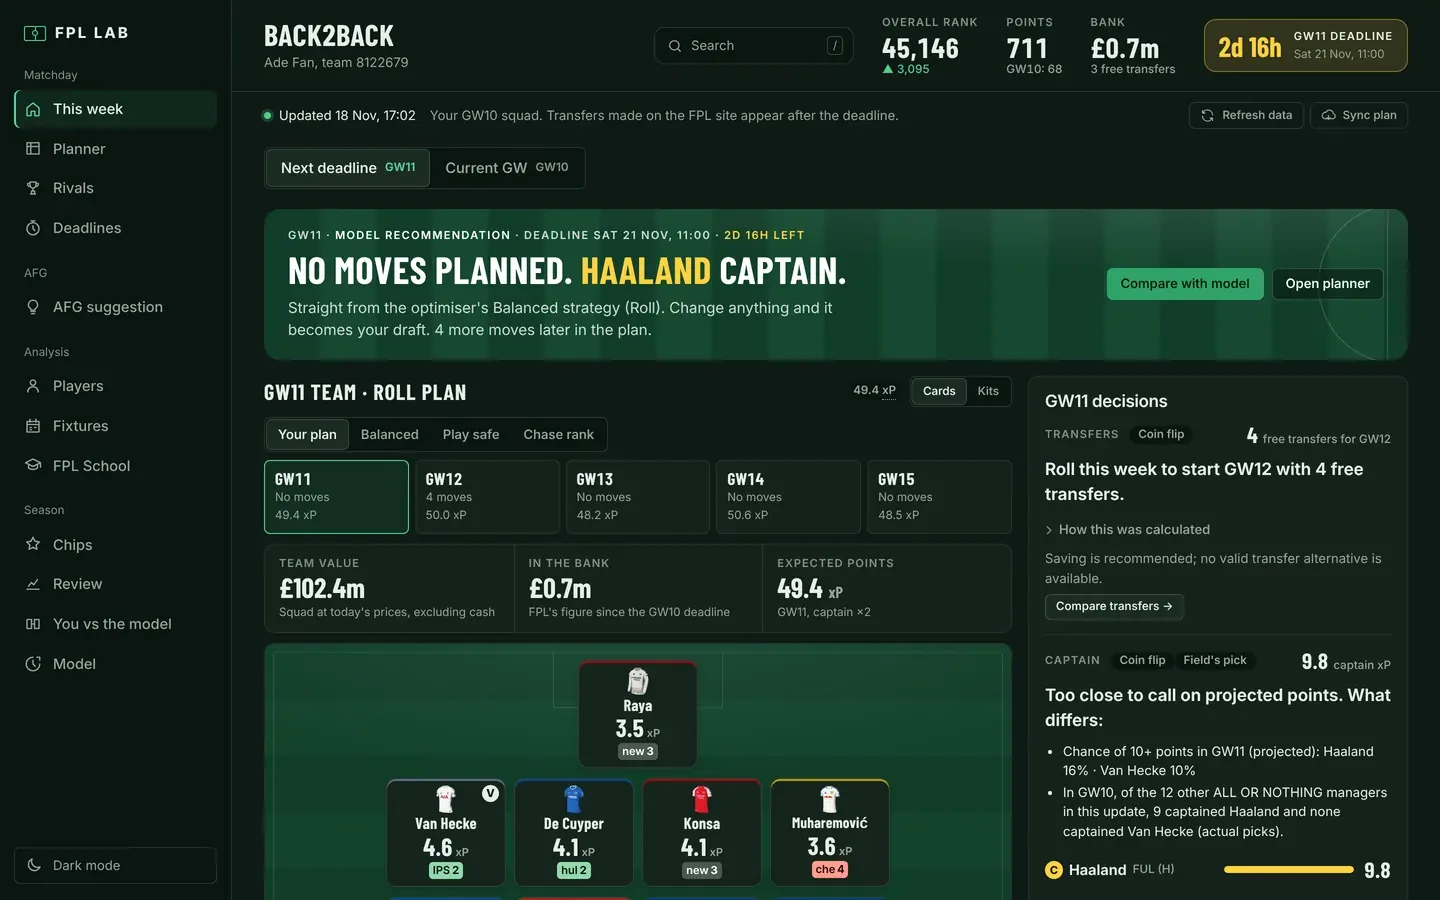 FPL LAB
Matchday
This week
Planner
Rivals
Deadlines
AFG
AFG suggestion
Analysis
Players
Fixtures
FPL School
Season
Chips
Review
You vs the model
Model
Dark mode
BACK2BACK
Ade Fan, team 8122679
Search /
OVERALL RANK
45,146
▲ 3,095
POINTS
711
GW10: 68
BANK
£0.7m
3 free transfers
2d 16h
GW11 DEADLINE
Sat 21 Nov, 11:00
Updated 18 Nov, 17:02 Your GW10 squad. Transfers made on the FPL site appear after the deadline.
Refresh data
Sync plan
Next deadline GW11
Current GW GW10
GW11 · MODEL RECOMMENDATION · DEADLINE SAT 21 NOV, 11:00 · 2D 16H LEFT
NO MOVES PLANNED. HAALAND CAPTAIN.
Straight from the optimiser's Balanced strategy (Roll). Change anything and it
becomes your draft. 4 more moves later in the plan.
Compare with model
Open planner
GW11 TEAM · ROLL PLAN
49.4 xP
Cards
Kits
Your plan
Balanced
Play safe
Chase rank
GW11
No moves
49.4 xP
GW12
4 moves
50.0 xP
GW13
No moves
48.2 xP
GW14
No moves
50.6 xP
GW15
No moves
48.5 xP
TEAM VALUE
£102.4m
Squad at today's prices, excluding cash
IN THE BANK
£0.7m
FPL's figure since the GW10 deadline
EXPECTED POINTS
49.4 xP
GW11, captain ×2
Raya
3.5 xP
new 3
V
Van Hecke
4.6 xP
IPS 2
De Cuyper
4.1 xP
hul 2
Konsa
4.1 xP
new 3
Muharemović
3.6 xP
che 4
GW11 decisions
TRANSFERS Coin flip
4 free transfers for GW12
Roll this week to start GW12 with 4 free
transfers.
How this was calculated
Saving is recommended; no valid transfer alternative is
available.
Compare transfers →
CAPTAIN Coin flip Field's pick
9.8 captain xP
Too close to call on projected points. What
differs:
• Chance of 10+ points in GW11 (projected): Haaland
16% · Van Hecke 10%
• In GW10, of the 12 other ALL OR NOTHING managers
in this update, 9 captained Haaland and none
captained Van Hecke (actual picks).
C Haaland FUL (H) 9.8